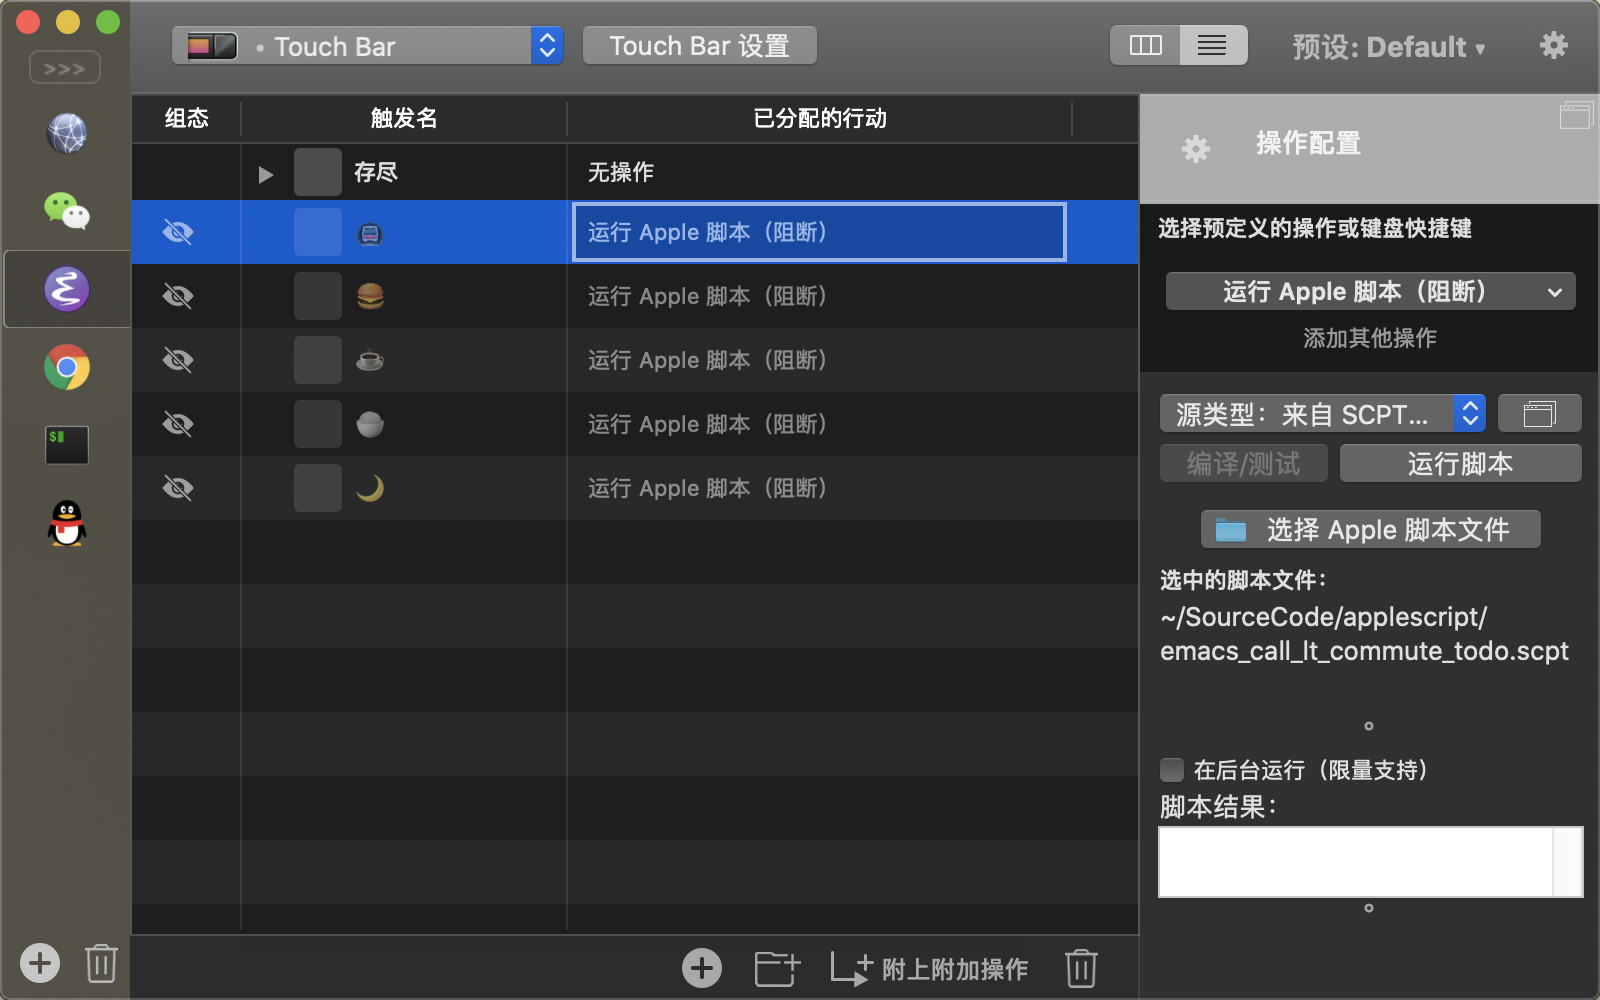 Touch Bar
Touch Bar 设置
预设: Default ▾
>>>
组态
触发名
已分配的行动
存尽
无操作
运行 Apple 脚本（阻断）
运行 Apple 脚本（阻断）
运行 Apple 脚本（阻断）
运行 Apple 脚本（阻断）
运行 Apple 脚本（阻断）
操作配置
选择预定义的操作或键盘快捷键
运行 Apple 脚本（阻断）
添加其他操作
源类型：来自 SCPT...
编译/测试
运行脚本
选择 Apple 脚本文件
选中的脚本文件：
~/SourceCode/applescript/
emacs_call_lt_commute_todo.scpt
在后台运行（限量支持）
脚本结果：
附上附加操作
$